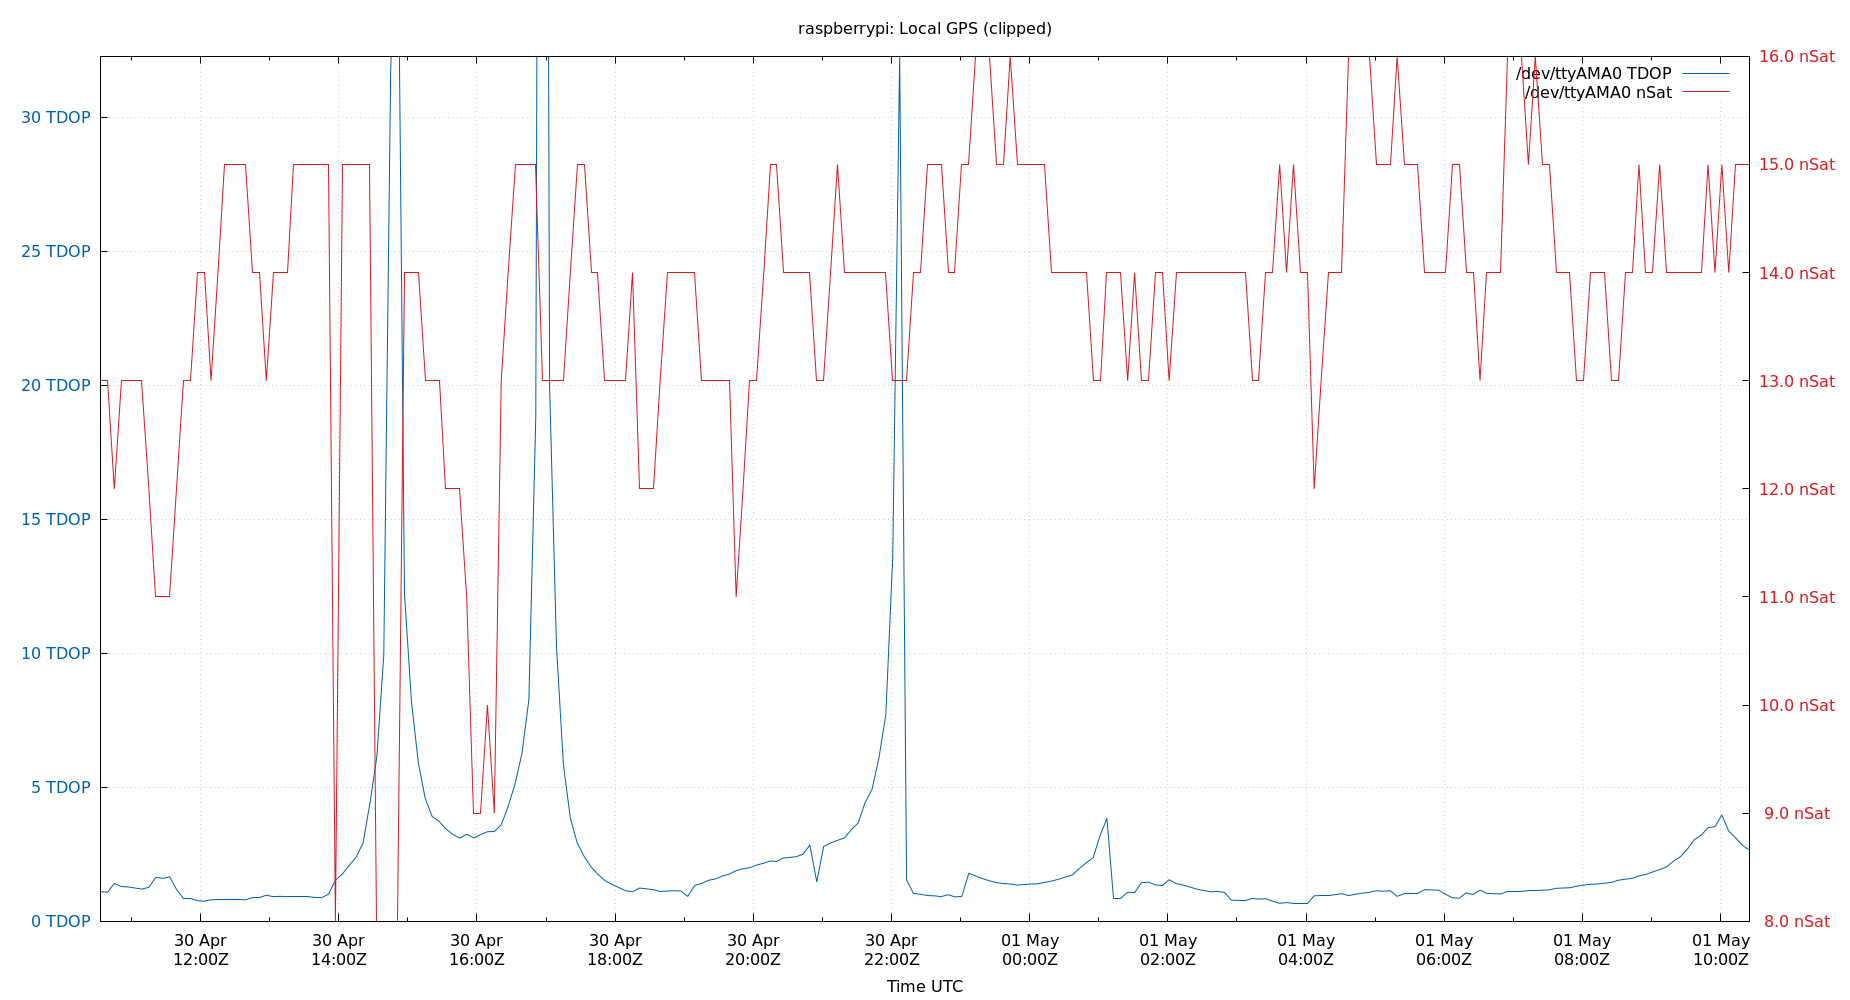 raspberrypi: Local GPS (clipped)
/dev/ttyAMA0 TDOP
/dev/ttyAMA0 nSat
30 TDOP
25 TDOP
20 TDOP
15 TDOP
10 TDOP
5 TDOP
0 TDOP
16.0 nSat
15.0 nSat
14.0 nSat
13.0 nSat
12.0 nSat
11.0 nSat
10.0 nSat
9.0 nSat
8.0 nSat
30 Apr
12:00Z
30 Apr
14:00Z
30 Apr
16:00Z
30 Apr
18:00Z
30 Apr
20:00Z
30 Apr
22:00Z
01 May
00:00Z
01 May
02:00Z
01 May
04:00Z
01 May
06:00Z
01 May
08:00Z
01 May
10:00Z
Time UTC